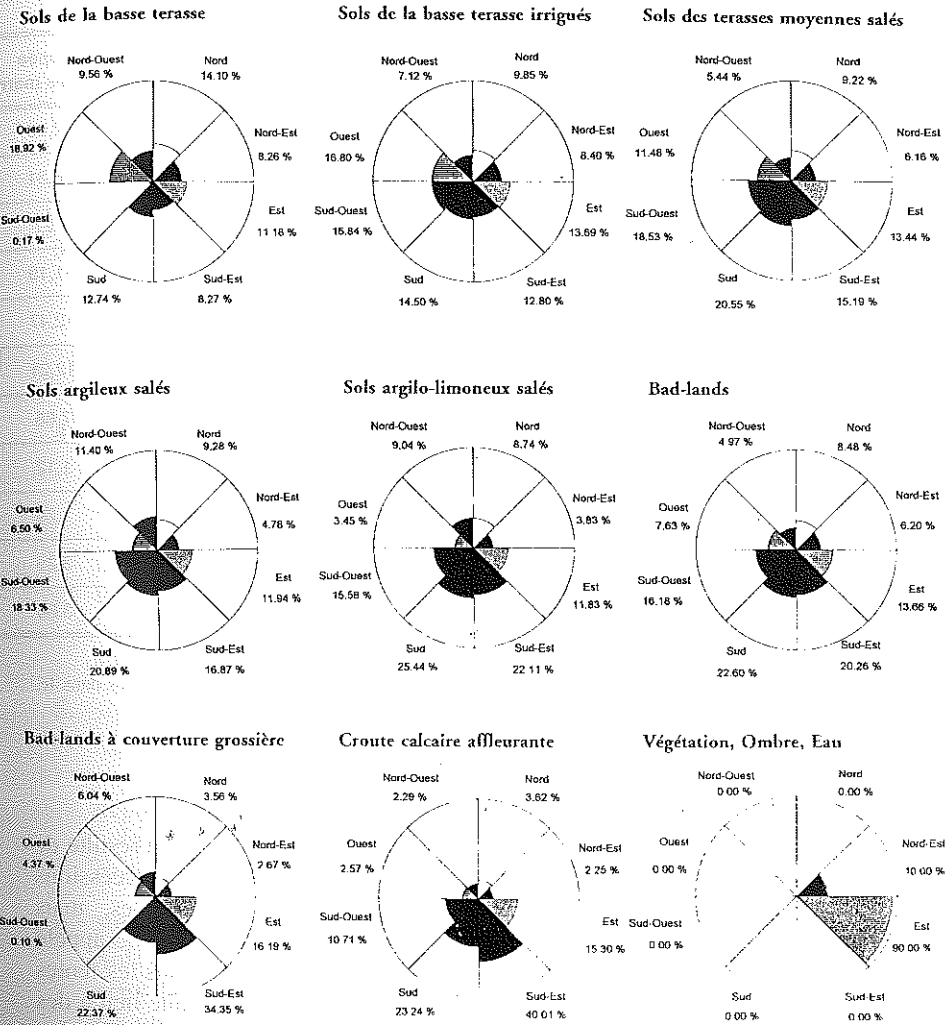 Sols de la basse terasse
Nord-Ouest
9.56 %
Nord
14.10 %
Ouest
18.92 %
Nord-Est
8.26 %
Sud-Ouest
0.17 %
Est
11.18 %
Sud
12.74 %
Sud-Est
8.27 %
Sols de la basse terasse irrigués
Nord-Ouest
7.12 %
Nord
9.85 %
Ouest
16.80 %
Nord-Est
8.40 %
Sud-Ouest
15.84 %
Est
13.69 %
Sud
14.50 %
Sud-Est
12.80 %
Sols des terasses moyennes salés
Nord-Ouest
5.44 %
Nord
9.22 %
Ouest
11.48 %
Nord-Est
6.16 %
Sud-Ouest
18,53 %
Est
13.44 %
Sud
20.55 %
Sud-Est
15.19 %
Sols argileux salés
Nord-Ouest
11.40 %
Nord
9.28 %
Ouest
6.50 %
Nord-Est
4.78 %
Sud-Ouest
18.33 %
Est
11.94 %
Sud
20.89 %
Sud-Est
16.87 %
Sols argilo-limoneux salés
Nord-Ouest
9.04 %
Nord
8.74 %
Ouest
3.45 %
Nord-Est
3.83 %
Sud-Ouest
15.58 %
Est
11.83 %
Sud
25.44 %
Sud-Est
22 11 %
Bad-lands
Nord-Ouest
4.97 %
Nord
8.48 %
Ouest
7.63 %
Nord-Est
6.20 %
Sud-Ouest
16.18 %
Est
13.66 %
Sud
22.60 %
Sud-Est
20.26 %
Bad-lands à couverture grossière
Nord-Ouest
6.04 %
Nord
3.56 %
Ouest
4.37 %
Nord-Est
2 67 %
Sud-Ouest
0.10 %
Est
16 19 %
Sud
22.37 %
Sud-Est
34.35 %
Croute calcaire affleurante
Nord-Ouest
2.29 %
Nord
3.62 %
Ouest
2.57 %
Nord-Est
2 25 %
Sud-Ouest
10 71 %
Est
15 30 %
Sud
23 24 %
Sud-Est
40 01 %
Végétation, Ombre, Eau
Nord-Ouest
0 00 %
Nord
0.00 %
Ouest
0 00 %
Nord-Est
10 00 %
Sud-Ouest
0 00 %
Est
90 00 %
Sud
0 00 %
Sud-Est
0 00 %